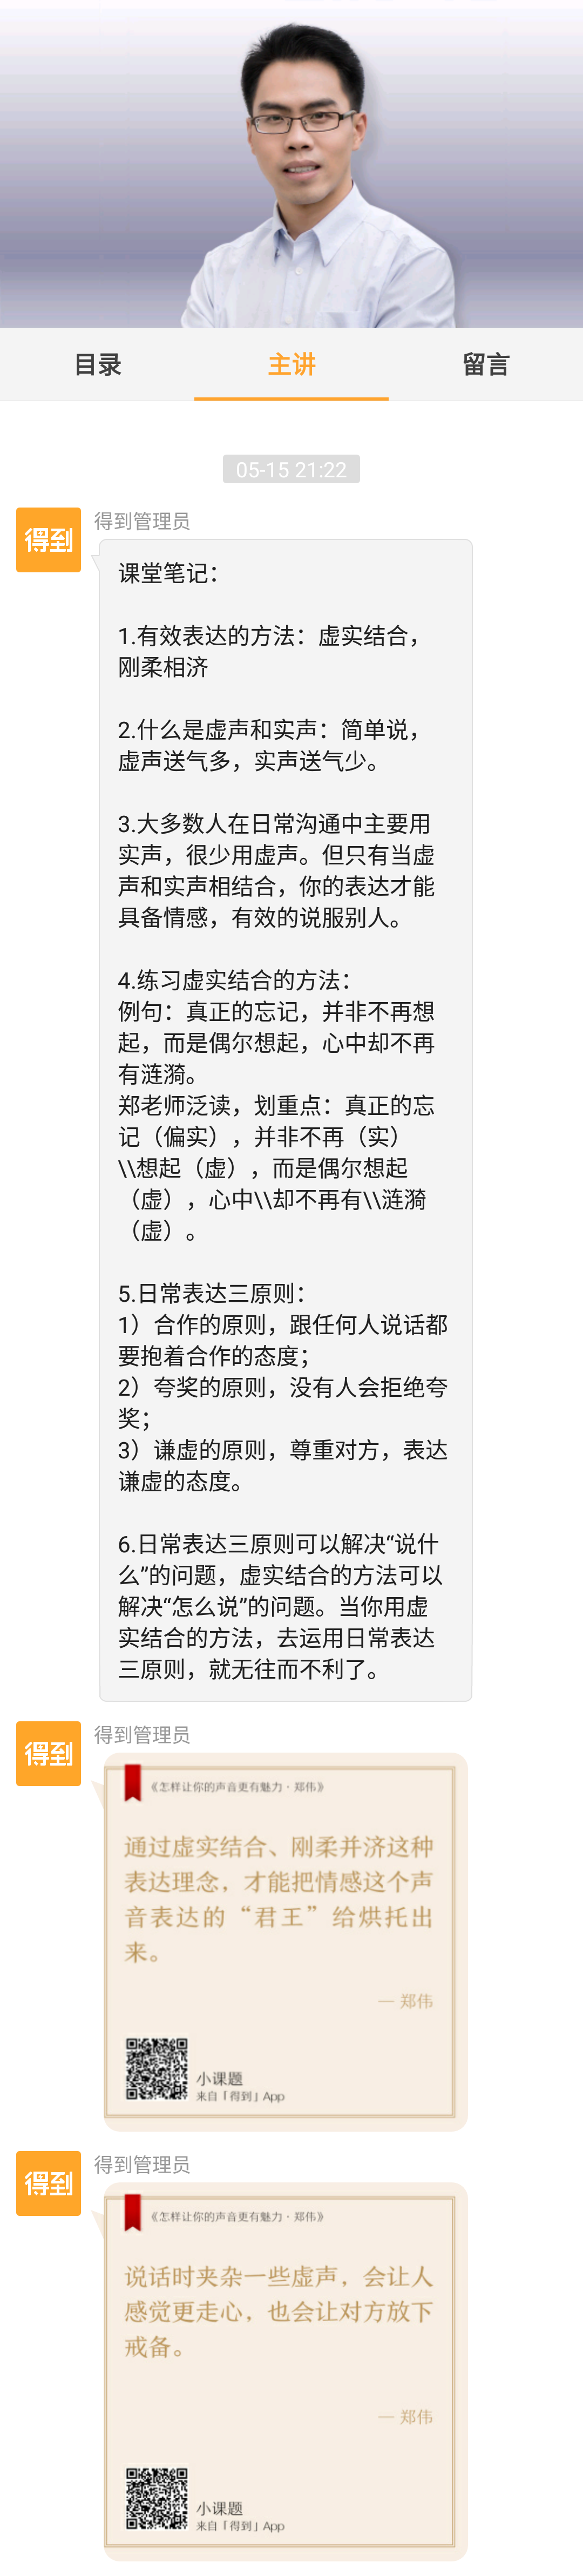 目录
主讲
留言
05-15 21:22
得到
得到管理员
课堂笔记：
1.有效表达的方法：虚实结合，
刚柔相济
2.什么是虚声和实声：简单说，
虚声送气多，实声送气少。
3.大多数人在日常沟通中主要用
实声，很少用虚声。但只有当虚
声和实声相结合，你的表达才能
具备情感，有效的说服别人。
4.练习虚实结合的方法：
例句：真正的忘记，并非不再想
起，而是偶尔想起，心中却不再
有涟漪。
郑老师泛读，划重点：真正的忘
记（偏实），并非不再（实）
\\想起（虚），而是偶尔想起
（虚），心中\\却不再有\\涟漪
（虚）。
5.日常表达三原则：
1）合作的原则，跟任何人说话都
要抱着合作的态度；
2）夸奖的原则，没有人会拒绝夸
奖；
3）谦虚的原则，尊重对方，表达
谦虚的态度。
6.日常表达三原则可以解决“说什
么”的问题，虚实结合的方法可以
解决“怎么说”的问题。当你用虚
实结合的方法，去运用日常表达
三原则，就无往而不利了。
得到
得到管理员
《怎样让你的声音更有魅力·郑伟》
通过虚实结合、刚柔并济这种
表达理念，才能把情感这个声
音表达的“君王”给烘托出
来。
— 郑伟
小课题
来自「得到」App
得到
得到管理员
《怎样让你的声音更有魅力·郑伟》
说话时夹杂一些虚声，会让人
感觉更走心，也会让对方放下
戒备。
— 郑伟
小课题
来自「得到」App